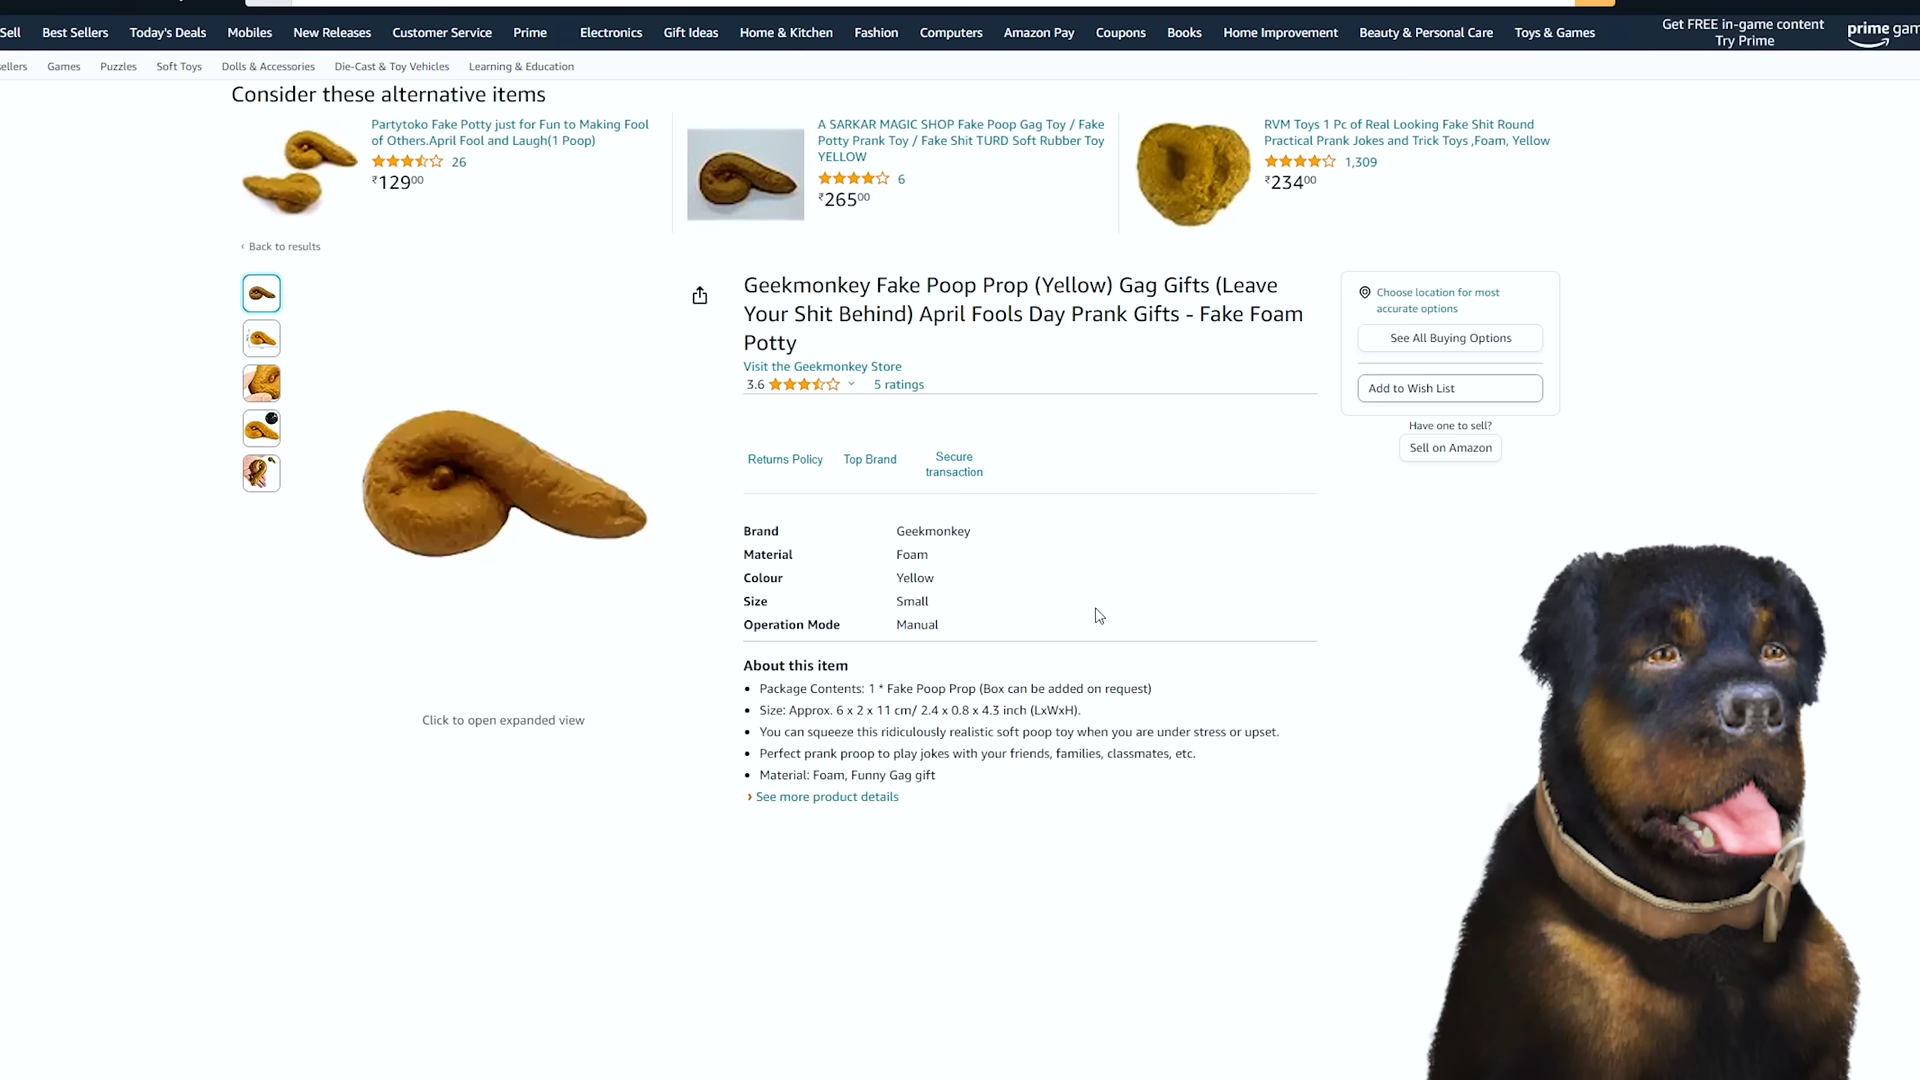 Sell Best Sellers Today's Deals Mobiles New Releases Customer Service Prime Electronics Gift Ideas Home & Kitchen Fashion Computers Amazon Pay Coupons Books Home Improvement Beauty & Personal Care Toys & Games
Get FREE in-game content
Try Prime
prime gam
ellers Games Puzzles Soft Toys Dolls & Accessories Die-Cast & Toy Vehicles Learning & Education
Consider these alternative items
Partytoko Fake Potty just for Fun to Making Fool
of Others.April Fool and Laugh(1 Poop)
26
₹12900
A SARKAR MAGIC SHOP Fake Poop Gag Toy / Fake
Potty Prank Toy / Fake Shit TURD Soft Rubber Toy
YELLOW
6
₹26500
RVM Toys 1 Pc of Real Looking Fake Shit Round
Practical Prank Jokes and Trick Toys ,Foam, Yellow
1,309
₹23400
‹ Back to results
Geekmonkey Fake Poop Prop (Yellow) Gag Gifts (Leave
Your Shit Behind) April Fools Day Prank Gifts - Fake Foam
Potty
Visit the Geekmonkey Store
3.6 5 ratings
Returns Policy Top Brand Secure
transaction
Brand Geekmonkey
Material Foam
Colour Yellow
Size Small
Operation Mode Manual
About this item
• Package Contents: 1 * Fake Poop Prop (Box can be added on request)
• Size: Approx. 6 x 2 x 11 cm/ 2.4 x 0.8 x 4.3 inch (LxWxH).
• You can squeeze this ridiculously realistic soft poop toy when you are under stress or upset.
• Perfect prank proop to play jokes with your friends, families, classmates, etc.
• Material: Foam, Funny Gag gift
› See more product details
Click to open expanded view
Choose location for most
accurate options
See All Buying Options
Add to Wish List
Have one to sell?
Sell on Amazon